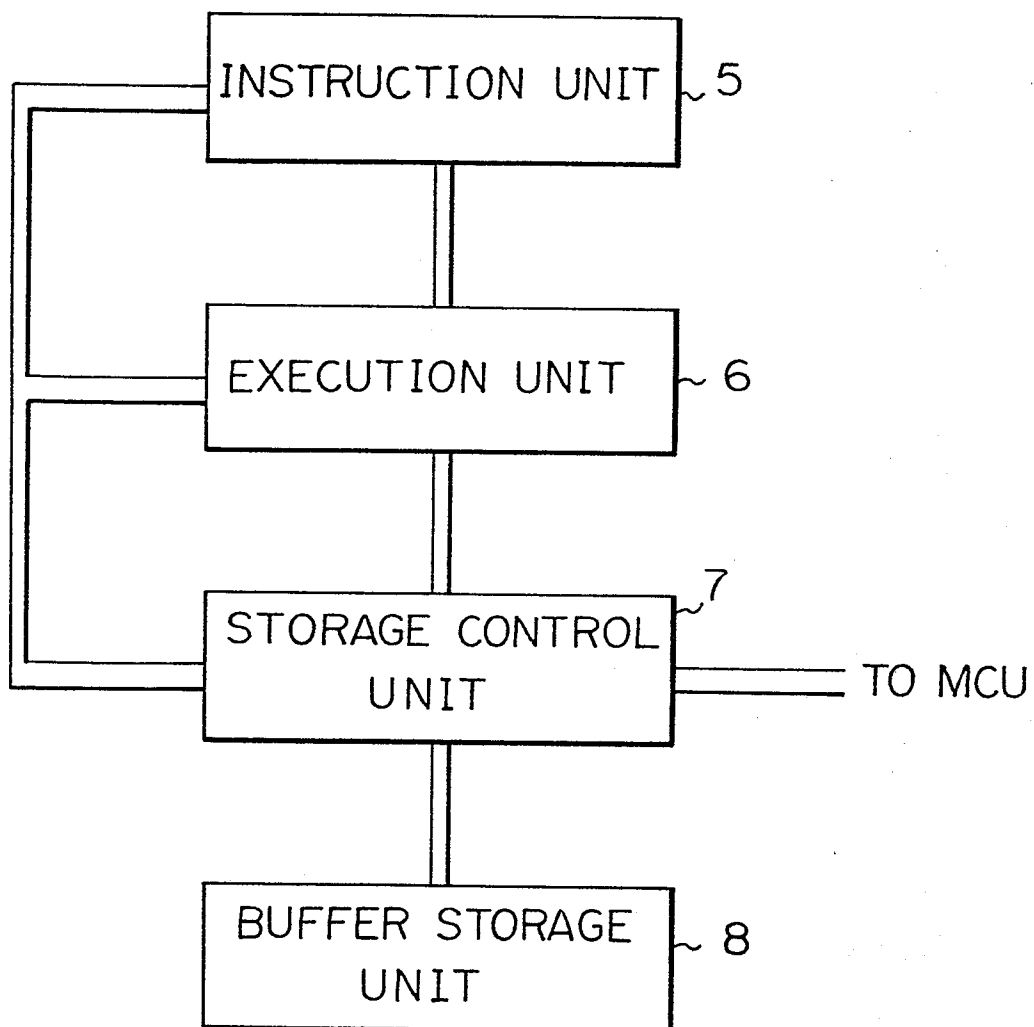 INSTRUCTION UNIT
5
EXECUTION UNIT
6
7
STORAGE CONTROL
UNIT
TO MCU
BUFFER STORAGE
UNIT
8